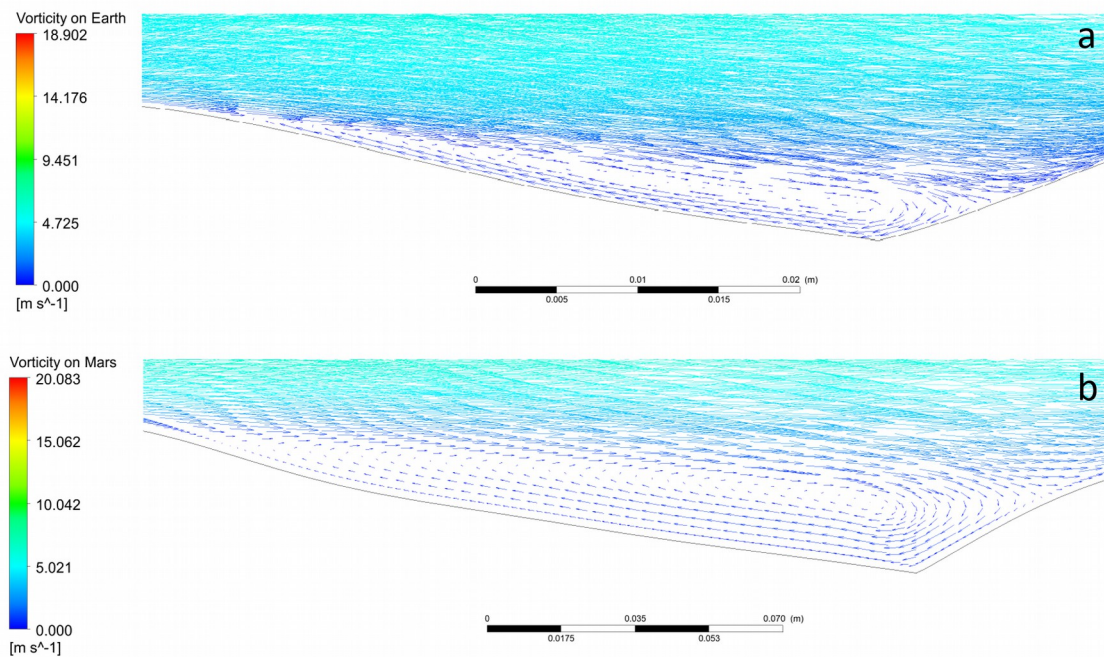 Vorticity on Earth
18.902
14.176
9.451
4.725
0.000
[m s^-1]
a
0 0.01 0.02 (m)
0.005 0.015
Vorticity on Mars
20.083
15.062
10.042
5.021
0.000
[m s^-1]
b
0 0.035 0.070 (m)
0.0175 0.053